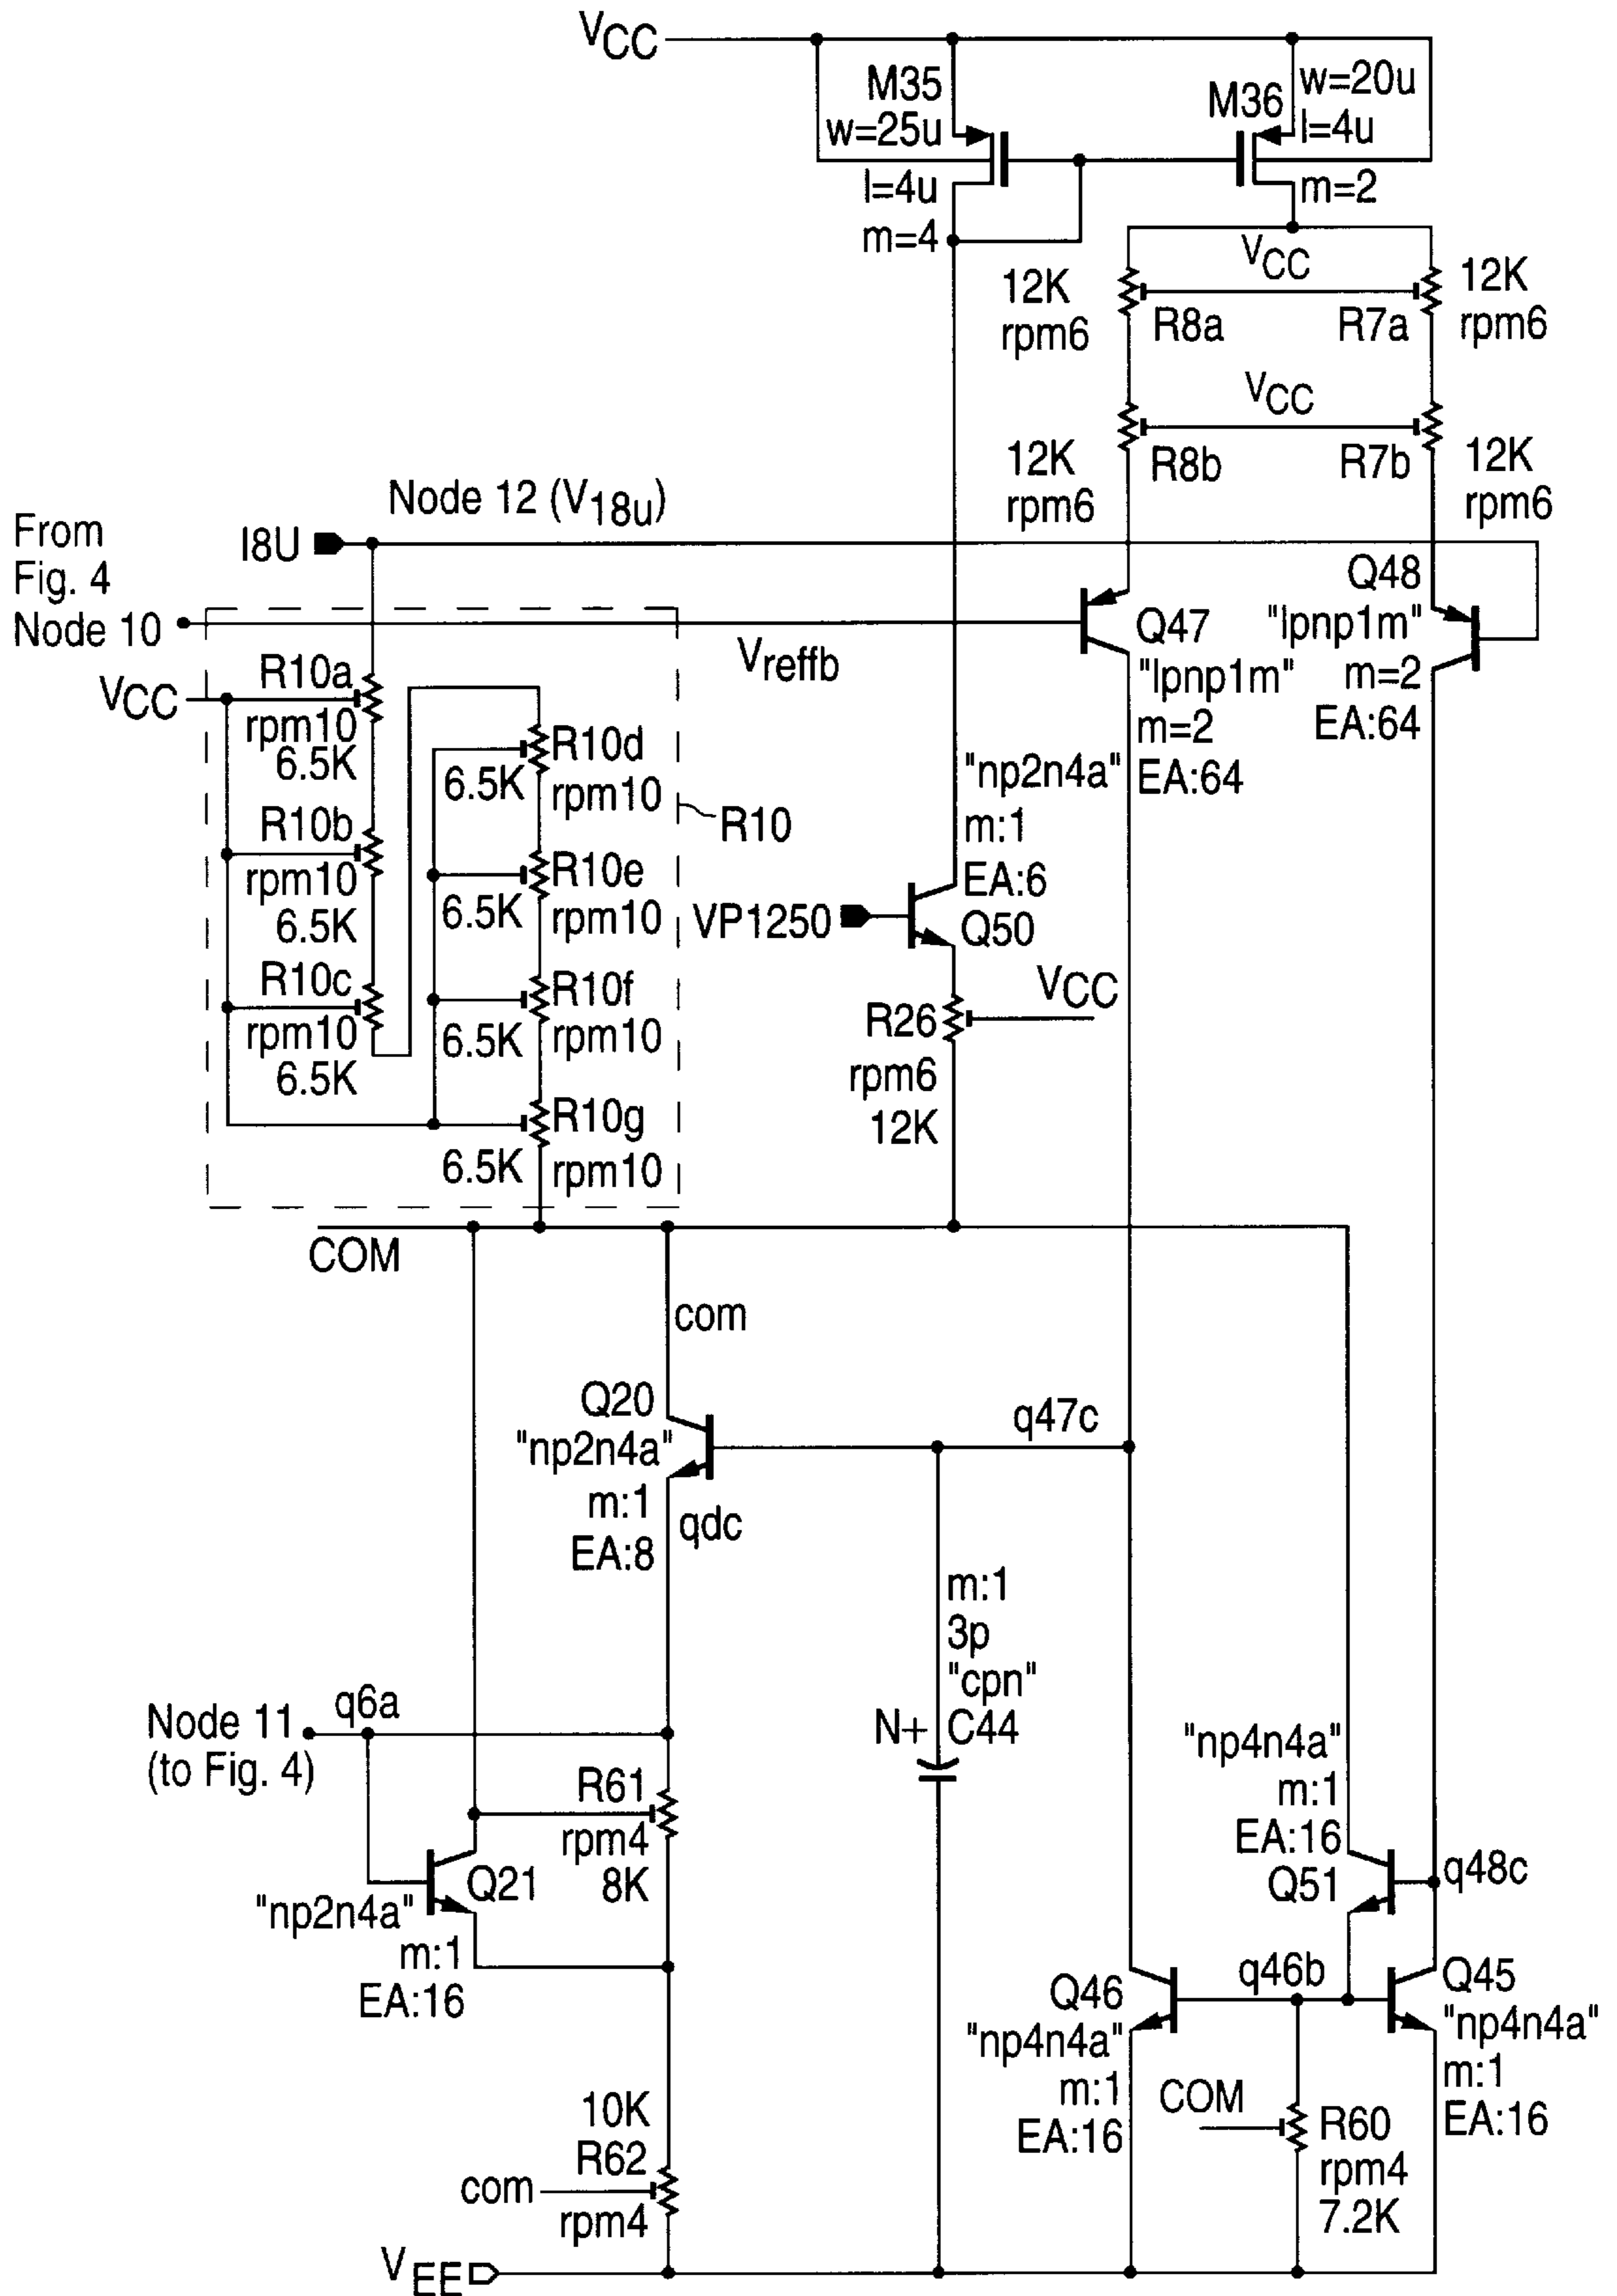 VCC
M35
w=25u
l=4u
m=4
M36
w=20u
l=4u
m=2
VCC
12K
rpm6
R8a
R7a
12K
rpm6
VCC
12K
rpm6
R8b
R7b
12K
rpm6
Node 12 (V18u)
From
Fig. 4
Node 10
I8U
Vreffb
Q47
"lpnp1m"
m=2
EA:64
Q48
"lpnp1m"
m=2
EA:64
VCC
R10a
rpm10
6.5K
R10b
rpm10
6.5K
R10c
rpm10
6.5K
R10d
6.5K
rpm10
R10e
6.5K
rpm10
R10f
6.5K
rpm10
R10g
6.5K
rpm10
R10
"np2n4a"
m:1
EA:6
VP1250
Q50
VCC
R26
rpm6
12K
COM
com
Q20
"np2n4a"
m:1
EA:8
qdc
q47c
m:1
3p
"cpn"
N+ C44
Node 11
(to Fig. 4)
q6a
R61
rpm4
8K
Q21
"np2n4a"
m:1
EA:16
"np4n4a"
m:1
EA:16
Q51
q48c
Q46
"np4n4a"
m:1
EA:16
q46b
Q45
"np4n4a"
m:1
EA:16
COM
R60
rpm4
7.2K
10K
R62
com
rpm4
VEE